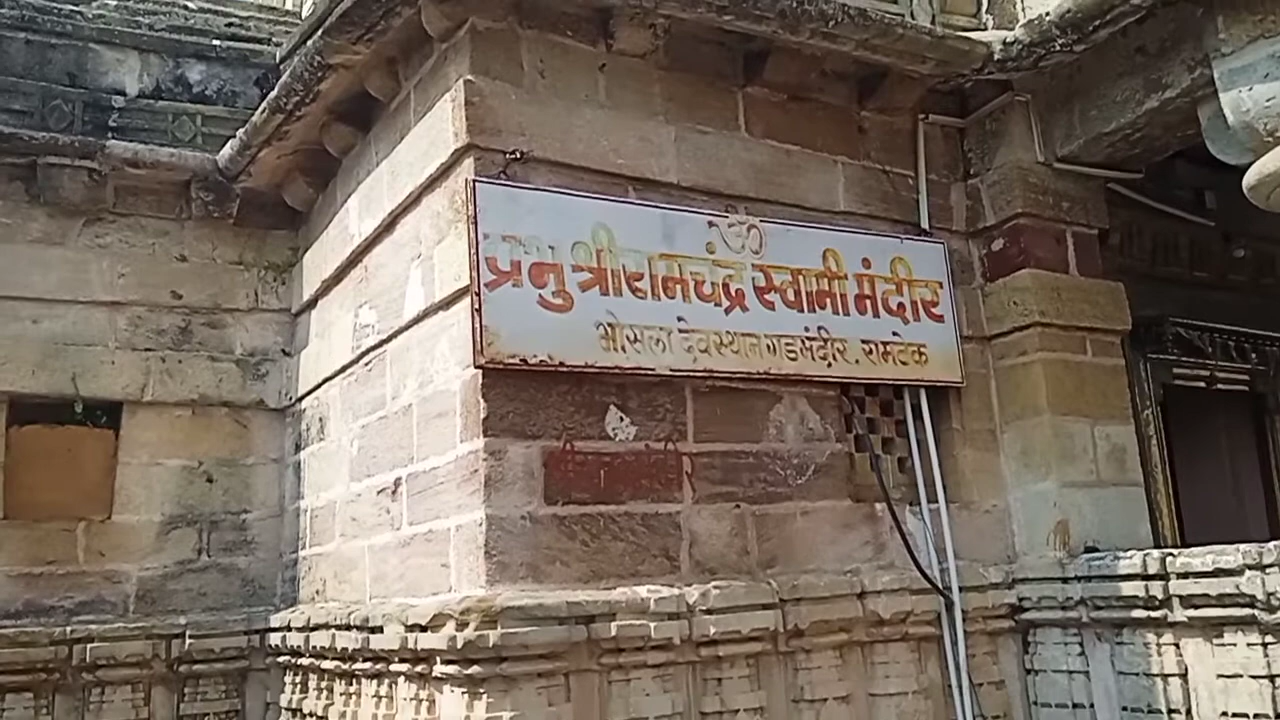 ॐ
प्रभु श्रीरामचंद्र स्वामी मंदीर
भोसला देवस्थान गडमंदीर. रामटेक